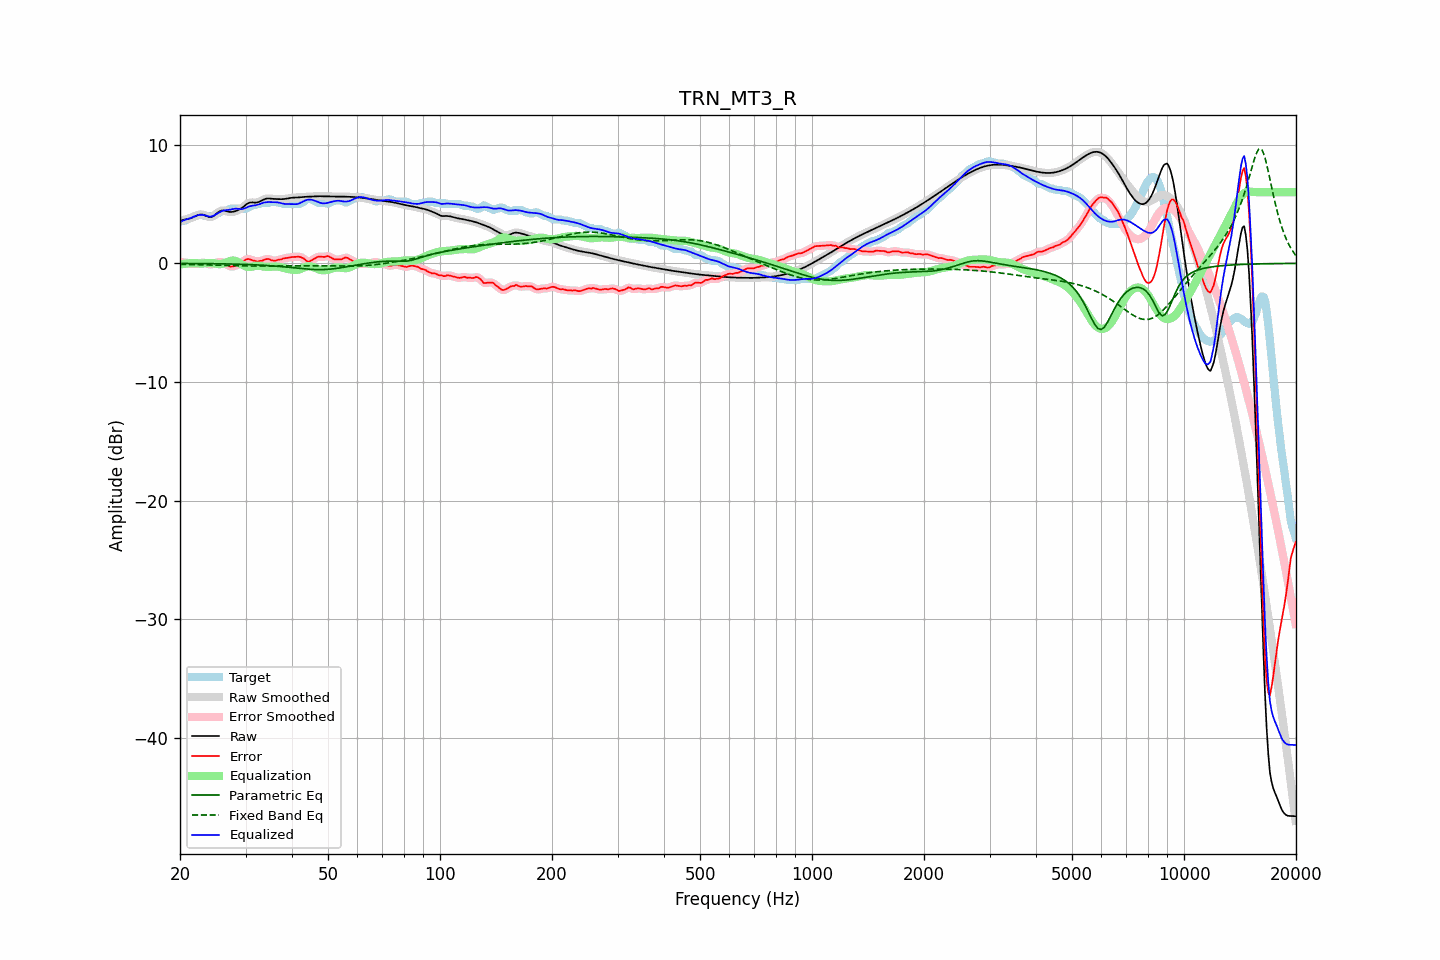 TRN_MT3_R
10
0
−10
−20
−30
−40
Amplitude (dBr)
Target
Raw Smoothed
Error Smoothed
Raw
Error
Equalization
Parametric Eq
Fixed Band Eq
Equalized
20 50 100 200 500 1000 2000 5000 10000 20000
Frequency (Hz)